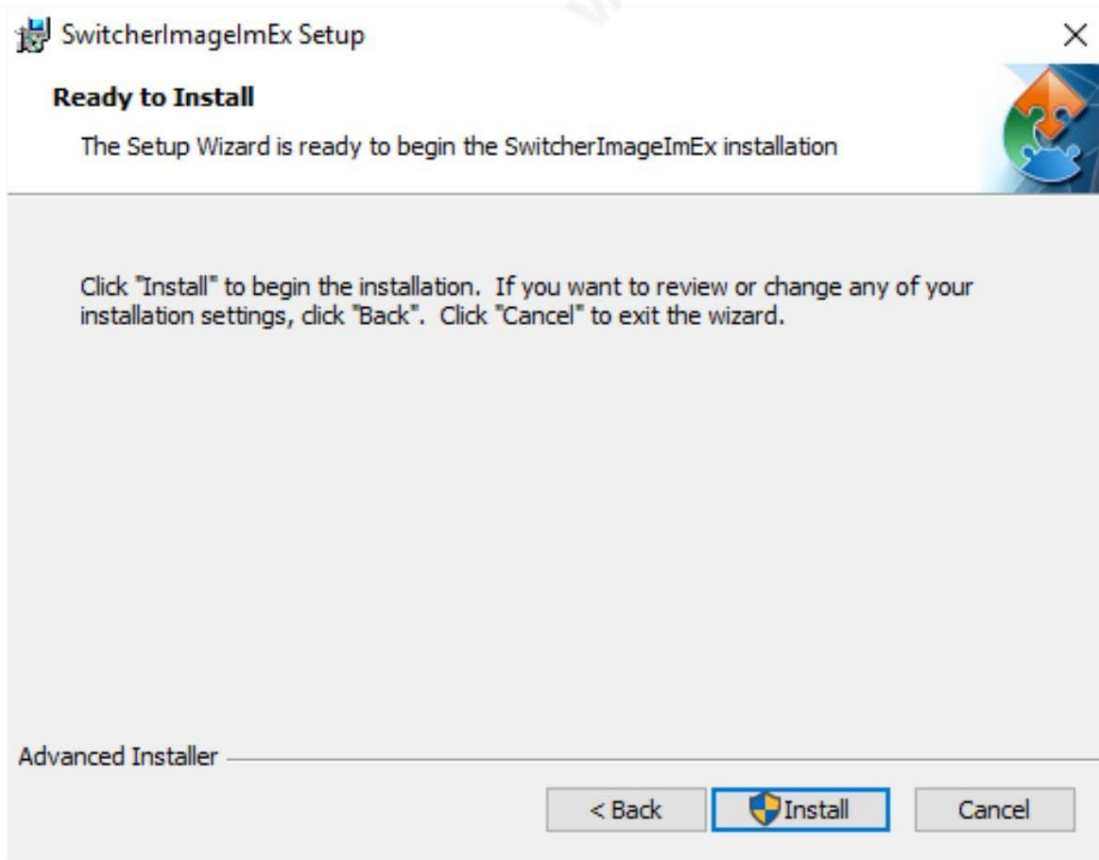 SwitcherImageImEx Setup
Ready to Install
The Setup Wizard is ready to begin the SwitcherImageImEx installation
Click "Install" to begin the installation. If you want to review or change any of your
installation settings, click "Back". Click "Cancel" to exit the wizard.
Advanced Installer
< Back
Install
Cancel